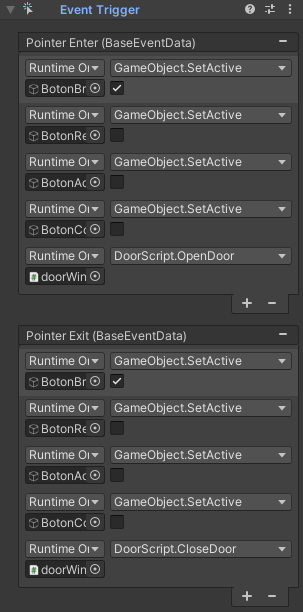 Event Trigger
Pointer Enter (BaseEventData)
Runtime Or GameObject.SetActive
BotonBr
Runtime Or GameObject.SetActive
BotonRe
Runtime Or GameObject.SetActive
BotonAc
Runtime Or GameObject.SetActive
BotonCo
Runtime Or DoorScript.OpenDoor
doorWin
Pointer Exit (BaseEventData)
Runtime Or GameObject.SetActive
BotonBr
Runtime Or GameObject.SetActive
BotonRe
Runtime Or GameObject.SetActive
BotonAc
Runtime Or GameObject.SetActive
BotonCo
Runtime Or DoorScript.CloseDoor
doorWin